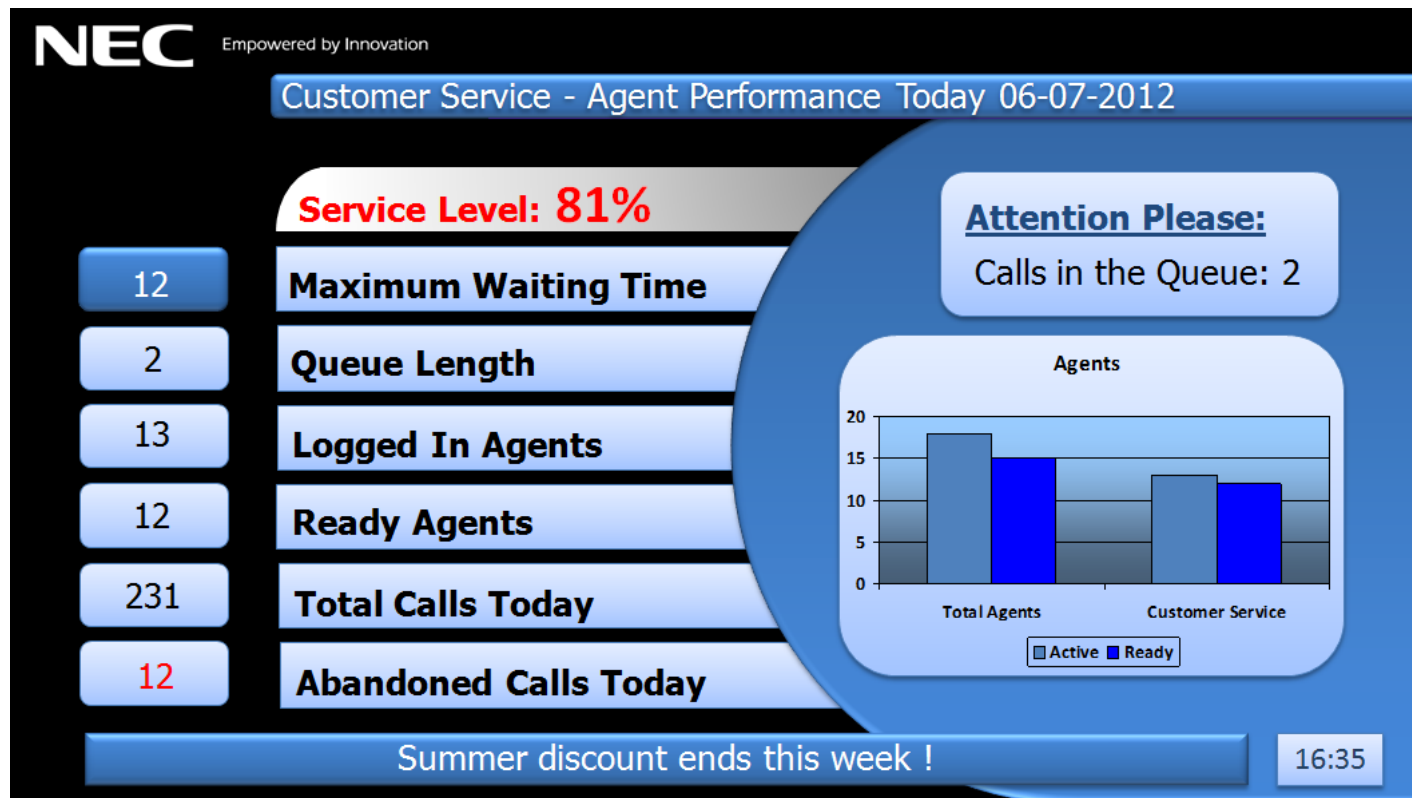 NEC Empowered by Innovation
Customer Service - Agent Performance Today 06-07-2012
Service Level: 81%
12 Maximum Waiting Time
2 Queue Length
13 Logged In Agents
12 Ready Agents
231 Total Calls Today
12 Abandoned Calls Today
Attention Please:
Calls in the Queue: 2
Agents
20
15
10
5
0
Total Agents Customer Service
Active Ready
Summer discount ends this week !
16:35